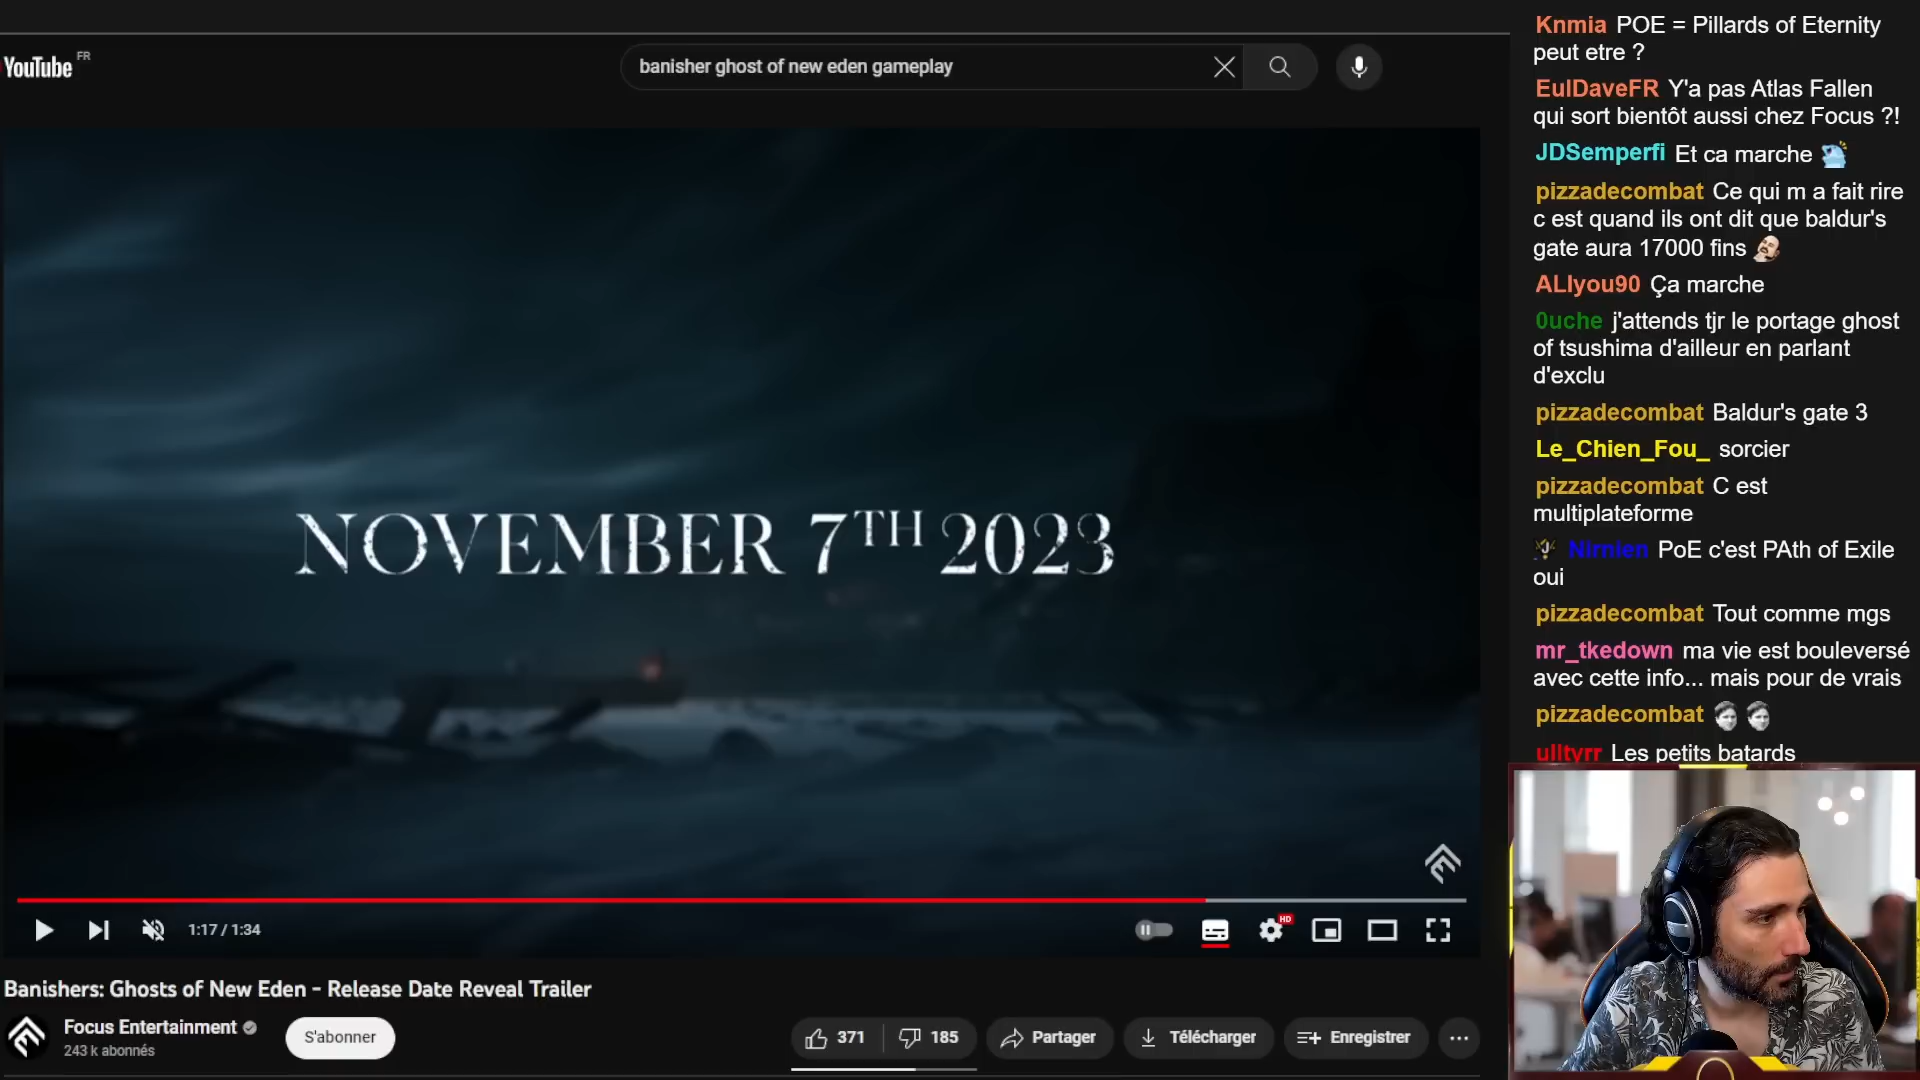 YouTube FR
banisher ghost of new eden gameplay
NOVEMBER 7TH 2023
1:17 / 1:34
HD
Banishers: Ghosts of New Eden - Release Date Reveal Trailer
Focus Entertainment
243 k abonnés
S'abonner
371
185
Partager
Télécharger
Enregistrer
Knmia POE = Pillards of Eternity
peut etre ?
EulDaveFR Y'a pas Atlas Fallen
qui sort bientôt aussi chez Focus ?!
JDSemperfi Et ca marche
pizzadecombat Ce qui m a fait rire
c est quand ils ont dit que baldur's
gate aura 17000 fins
ALIyou90 Ça marche
0uche j'attends tjr le portage ghost
of tsushima d'ailleur en parlant
d'exclu
pizzadecombat Baldur's gate 3
Le_Chien_Fou_ sorcier
pizzadecombat C est
multiplateforme
Nirnien PoE c'est PAth of Exile
oui
pizzadecombat Tout comme mgs
mr_tkedown ma vie est bouleversé
avec cette info... mais pour de vrais
pizzadecombat
ulltyrr Les petits batards